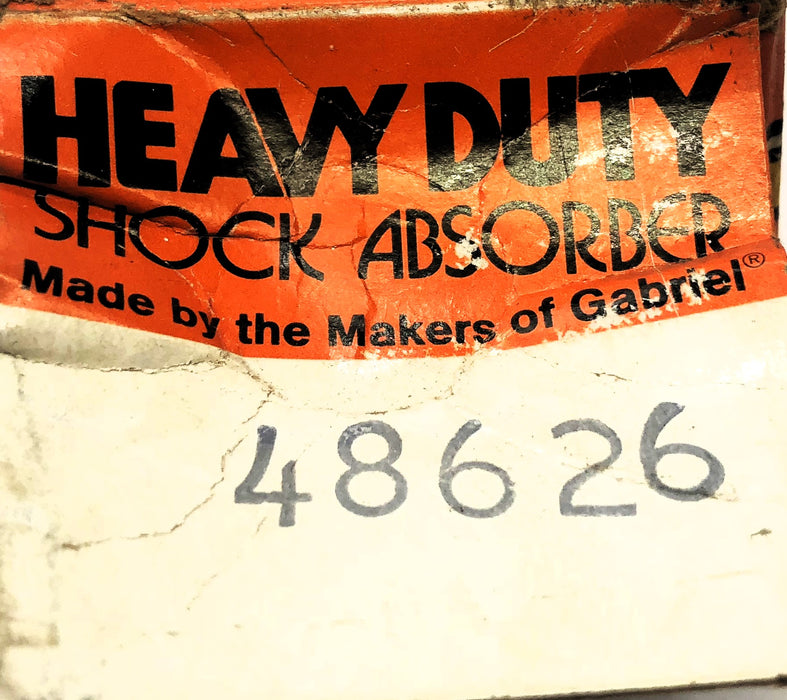 HEAVY DUTY
SHOCK ABSORBER
Made by the Makers of Gabriel®
48626